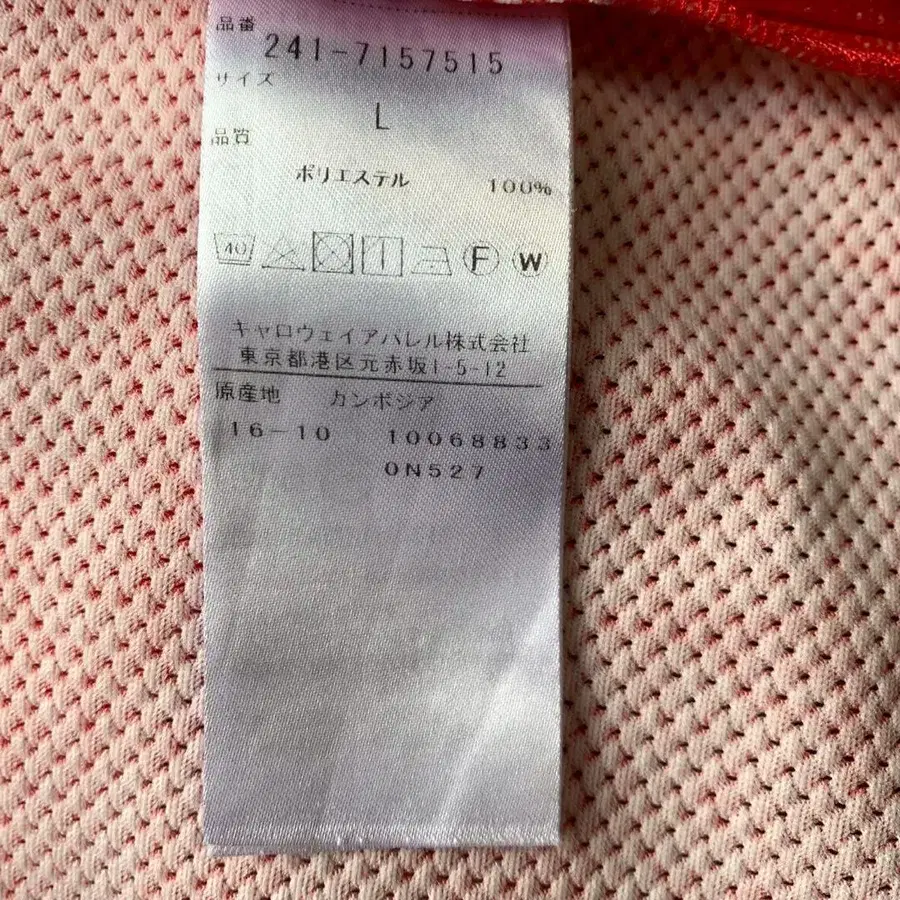 品番
241-7157515
サイズ
L
品質
ポリエステル 100%
40
F W
キャロウェイアパレル株式会社
東京都港区元赤坂1-5-12
原産地 カンボジア
16-10 10068833
0N527